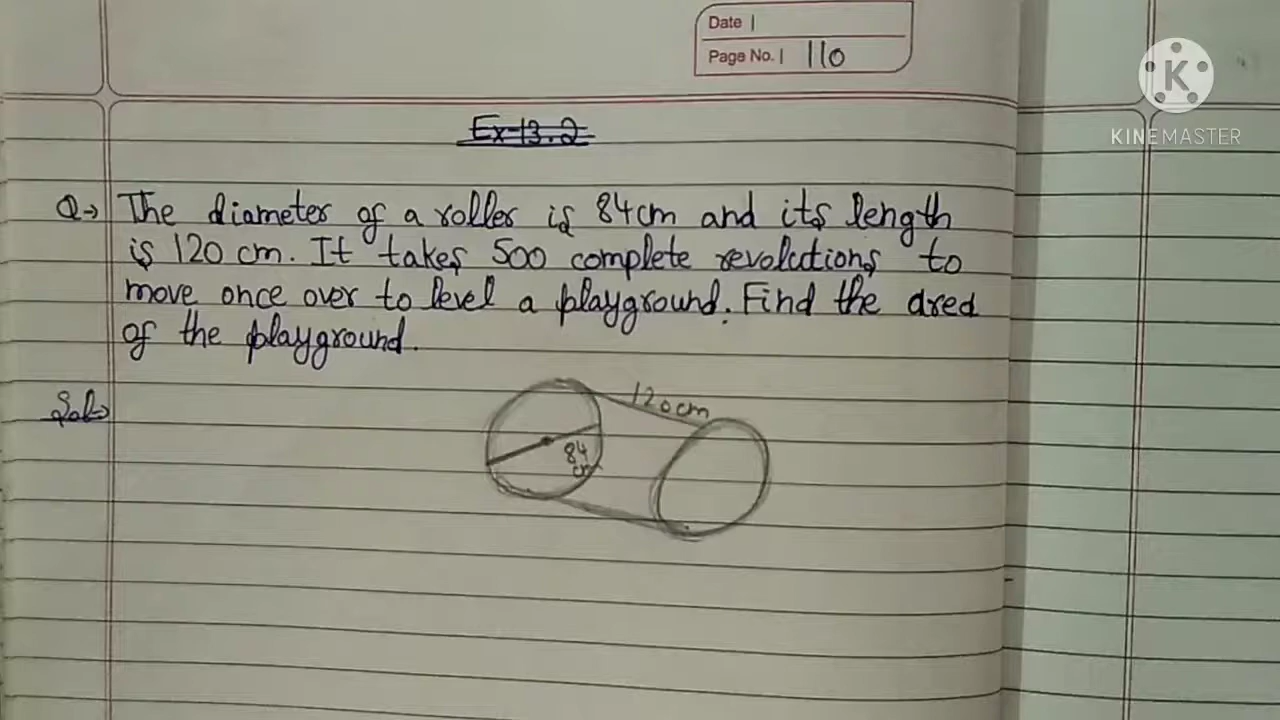 Date |
Page No. | 110
K
KINEMASTER
Ex-13.2
Q→ The diameter of a roller is 84cm and its length
is 120 cm. It takes 500 complete revolutions to
move once over to level a playground. Find the area
of the playground.
Sol→
120cm
84
cm